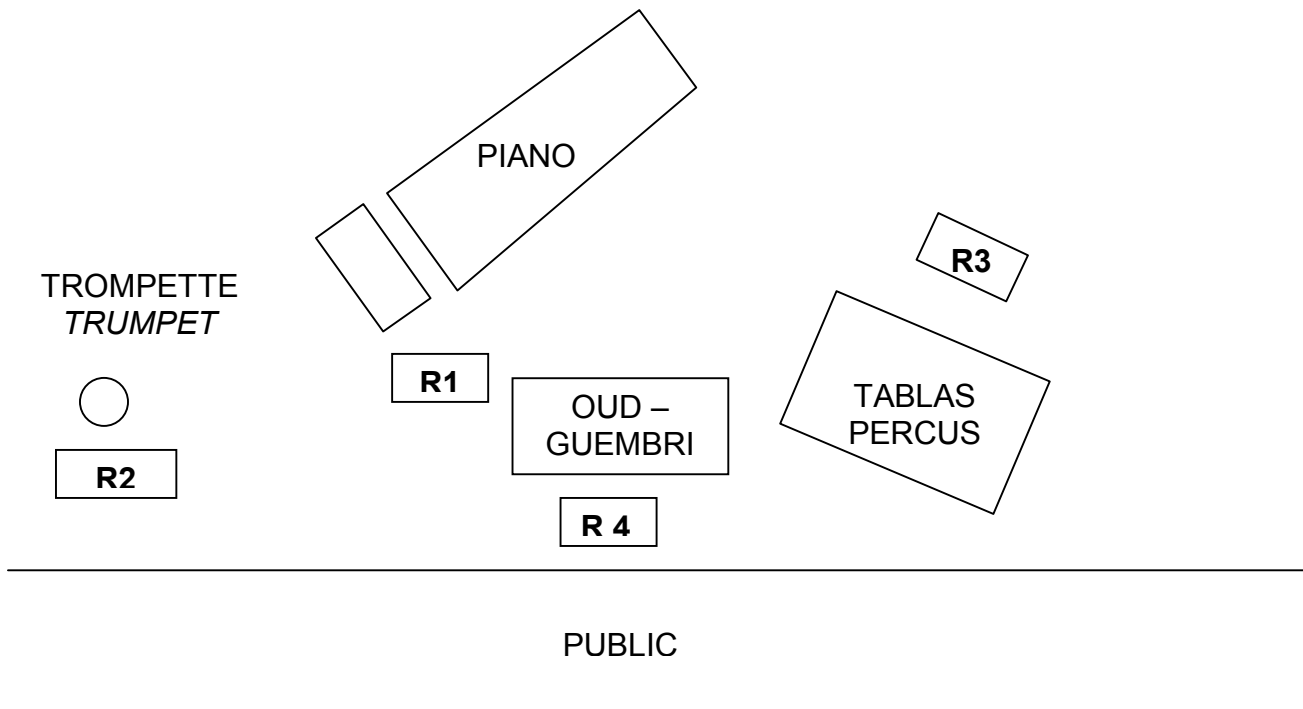 PIANO
R3
TROMPETTE
TRUMPET
R1
OUD –
GUEMBRI
TABLAS
PERCUS
R2
R 4
PUBLIC